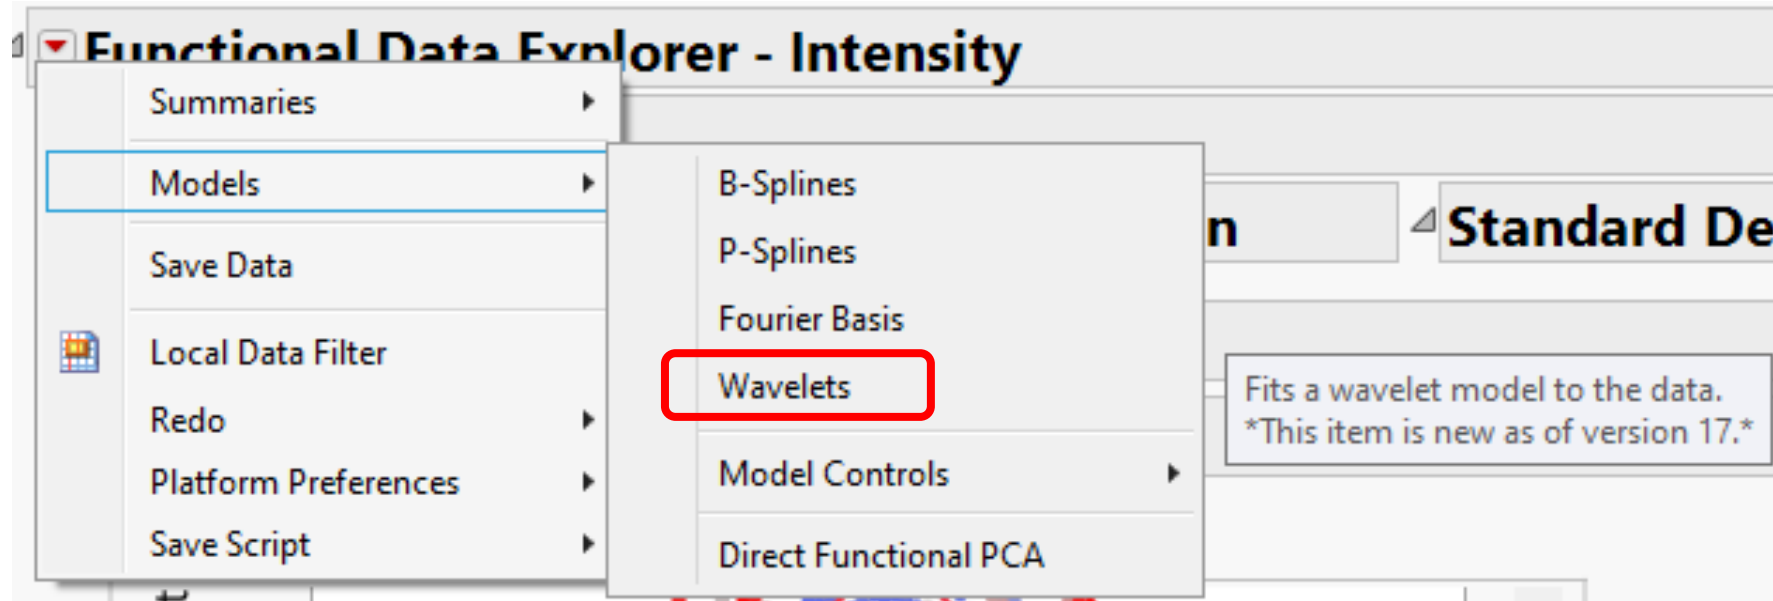 Functional Data Explorer - Intensity
Summaries
Models
Save Data
Local Data Filter
Redo
Platform Preferences
Save Script
B-Splines
P-Splines
Fourier Basis
Wavelets
Model Controls
Direct Functional PCA
n
Standard De
Fits a wavelet model to the data.
*This item is new as of version 17.*